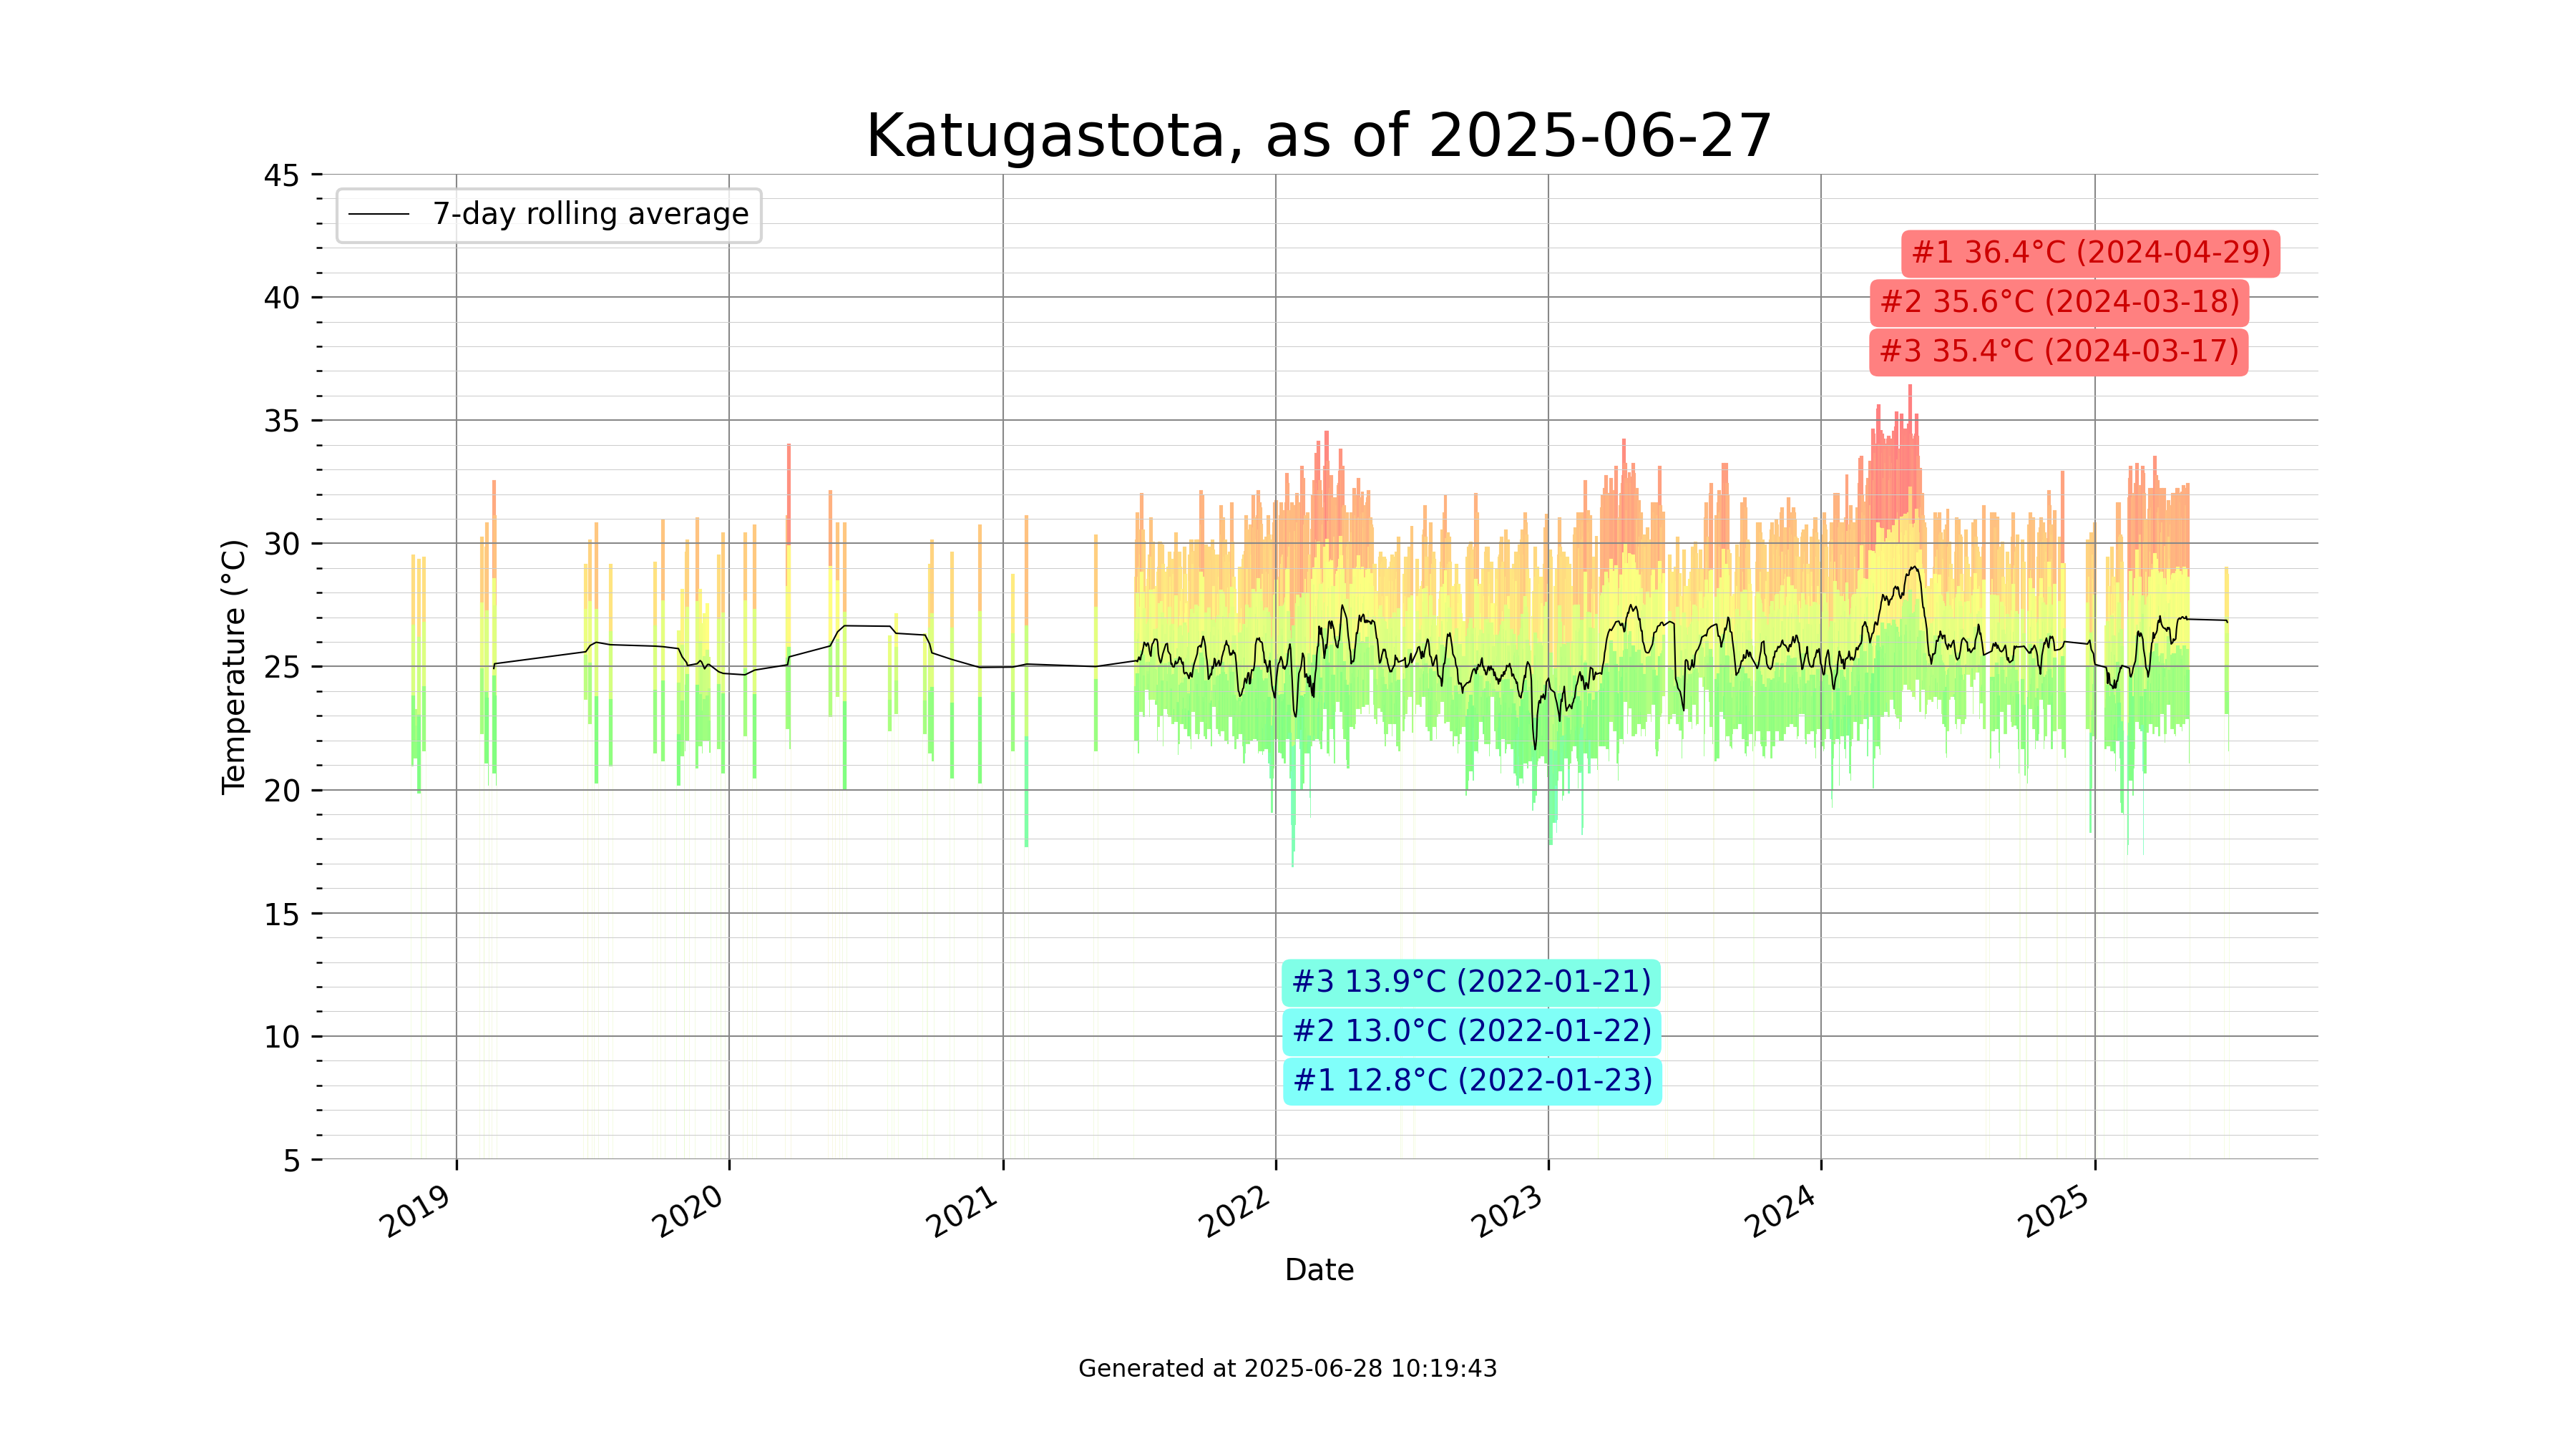 Katugastota, as of 2025-06-27
7-day rolling average
#1 36.4°C (2024-04-29)
#2 35.6°C (2024-03-18)
#3 35.4°C (2024-03-17)
#3 13.9°C (2022-01-21)
#2 13.0°C (2022-01-22)
#1 12.8°C (2022-01-23)
Temperature (°C)
45
40
35
30
25
20
15
10
5
2019
2020
2021
2022
2023
2024
2025
Date
Generated at 2025-06-28 10:19:43